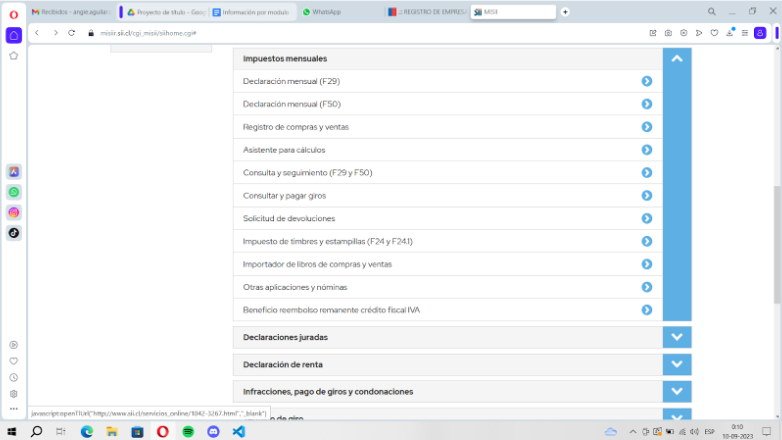 Recibidos - angie.aguilar
Proyecto de título - Goog
Información por modulo
WhatsApp
.: REGISTRO DE EMPRES
MISII
misiir.sii.cl/cgi_misii/siihome.cgi#
Impuestos mensuales
Declaración mensual (F29)
Declaración mensual (F50)
Registro de compras y ventas
Asistente para cálculos
Consulta y seguimiento (F29 y F50)
Consultar y pagar giros
Solicitud de devoluciones
Impuesto de timbres y estampillas (F24 y F24.1)
Importador de libros de compras y ventas
Otras aplicaciones y nóminas
Beneficio reembolso remanente crédito fiscal IVA
Declaraciones juradas
Declaración de renta
Infracciones, pago de giros y condonaciones
de giro
javascript:openTlUrl("http://www.sii.cl/servicios_online/1042-3267.html","_blank")
ESP
0:10
10-09-2023